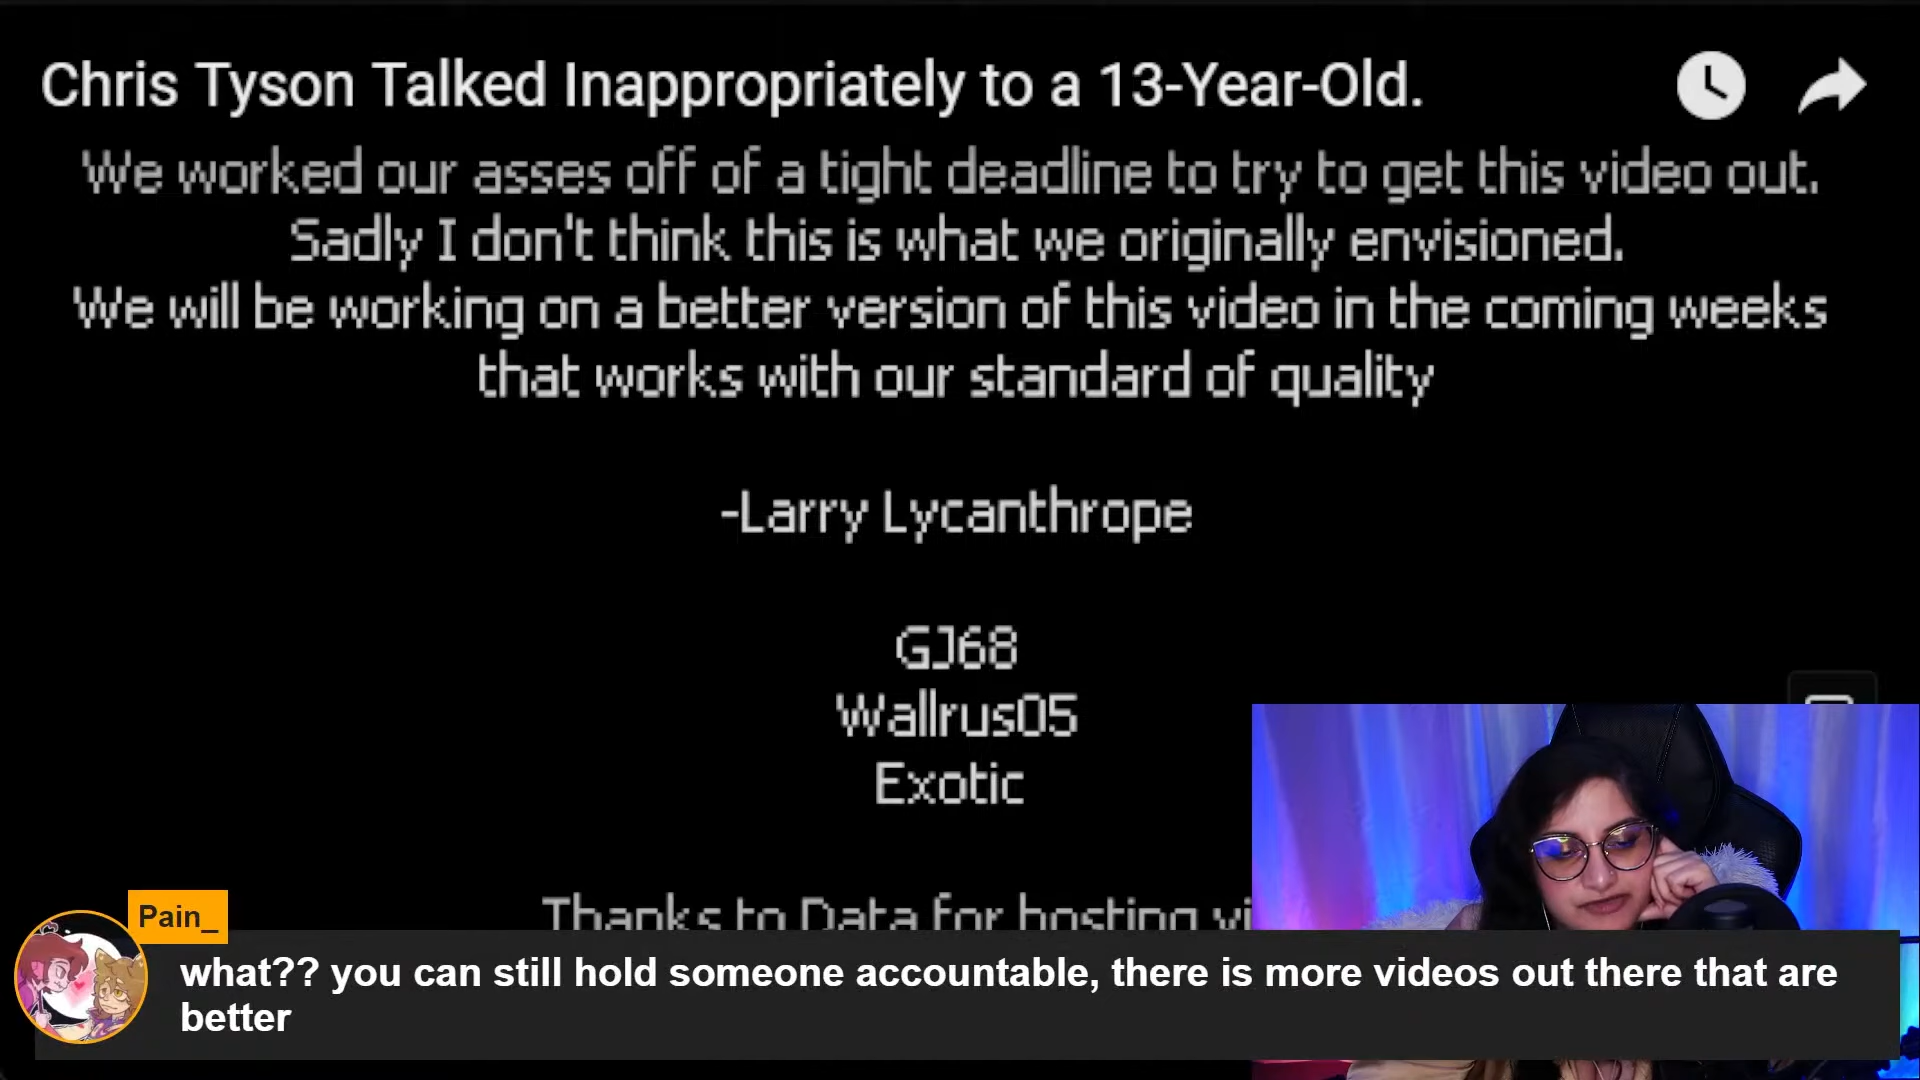 Chris Tyson Talked Inappropriately to a 13-Year-Old.
We worked our asses off of a tight deadline to try to get this video out.
Sadly I don't think this is what we originally envisioned.
We will be working on a better version of this video in the coming weeks
that works with our standard of quality
-Larry Lycanthrope
GJ68
Wallrus05
Exotic
Thanks to Data for hosting vi
Pain_
what?? you can still hold someone accountable, there is more videos out there that are
better